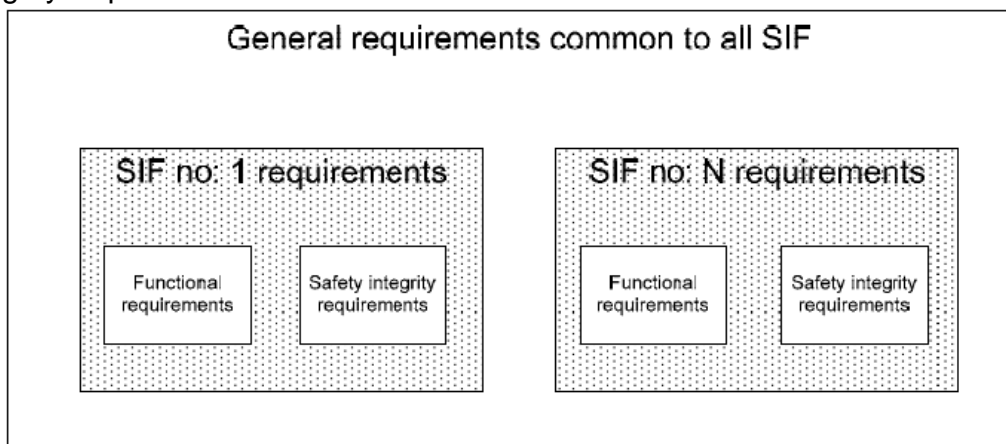 General requirements common to all SIF
SIF no: 1 requirements
SIF no: N requirements
Functional
requirements
Safety integrity
requirements
Functional
requirements
Safety integrity
requirements